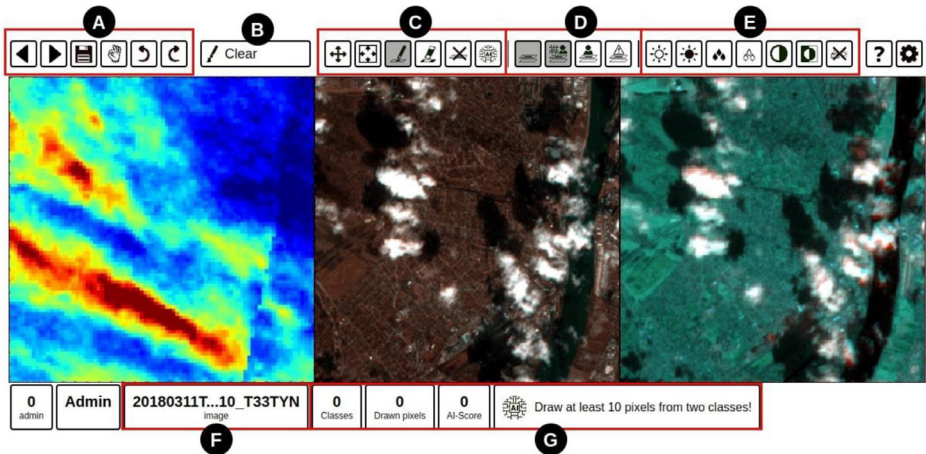 A
B
C
D
E
Clear
?
0
admin
Admin
20180311T...10_T33TYN
image
0
Classes
0
Drawn pixels
0
AI-Score
AI
Draw at least 10 pixels from two classes!
F
G